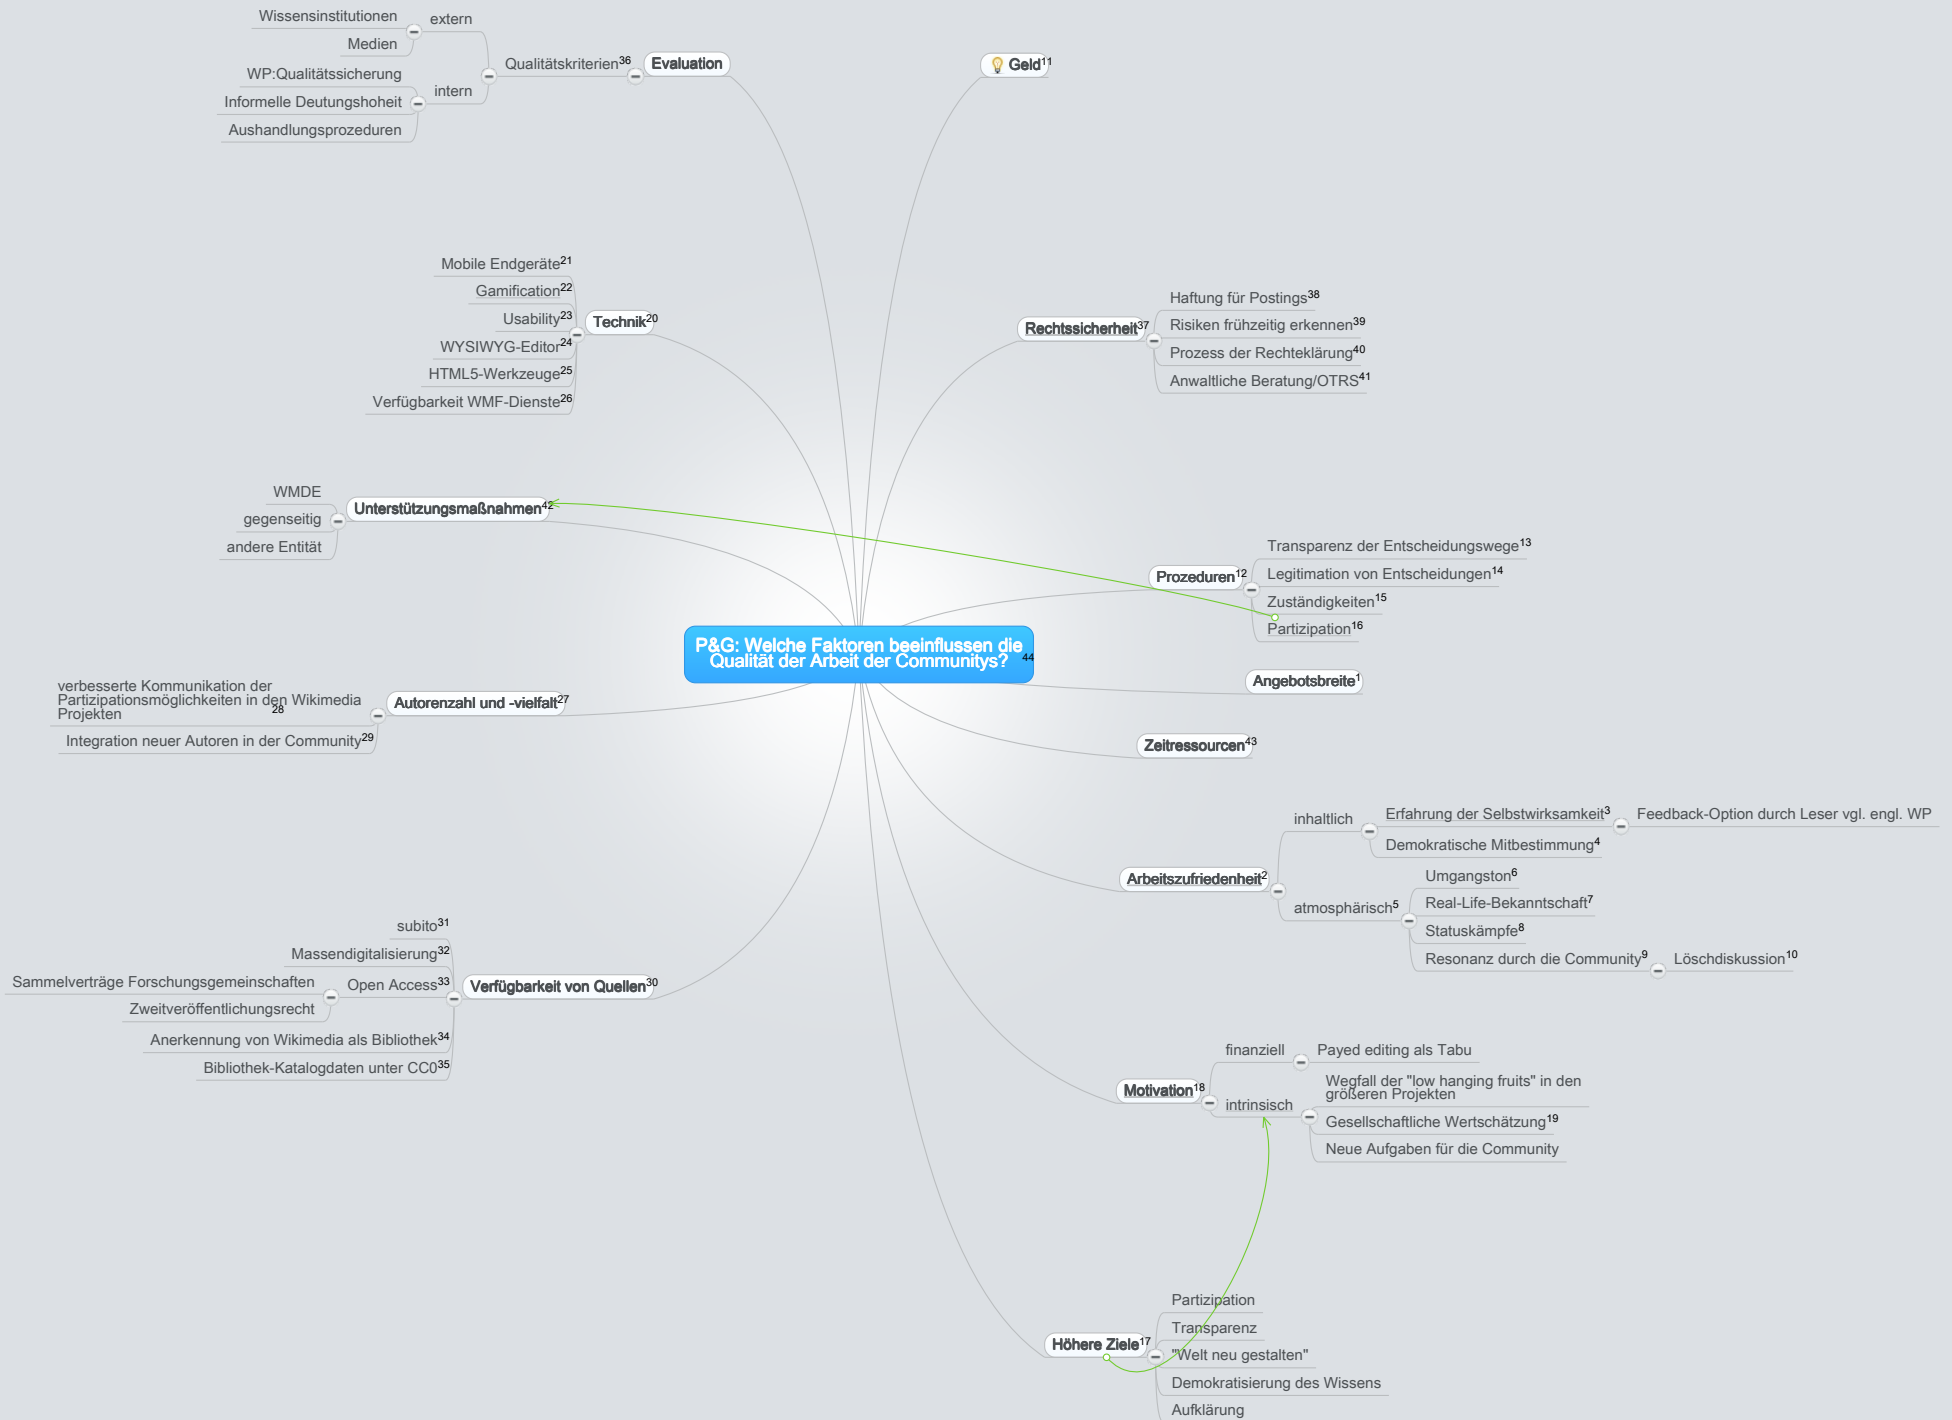 P&G: Welche Faktoren beeinflussen die
Qualität der Arbeit der Communitys? 44
Evaluation
Qualitätskriterien36
extern
Wissensinstitutionen
Medien
intern
WP:Qualitätssicherung
Informelle Deutungshoheit
Aushandlungsprozeduren
Technik20
Mobile Endgeräte21
Gamification22
Usability23
WYSIWYG-Editor24
HTML5-Werkzeuge25
Verfügbarkeit WMF-Dienste26
Unterstützungsmaßnahmen42
WMDE
gegenseitig
andere Entität
Autorenzahl und -vielfalt27
verbesserte Kommunikation der
Partizipationsmöglichkeiten in den Wikimedia
Projekten 28
Integration neuer Autoren in der Community29
Verfügbarkeit von Quellen30
subito31
Massendigitalisierung32
Open Access33
Sammelverträge Forschungsgemeinschaften
Zweitveröffentlichungsrecht
Anerkennung von Wikimedia als Bibliothek34
Bibliothek-Katalogdaten unter CC035
Geld11
Rechtssicherheit37
Haftung für Postings38
Risiken frühzeitig erkennen39
Prozess der Rechteklärung40
Anwaltliche Beratung/OTRS41
Prozeduren12
Transparenz der Entscheidungswege13
Legitimation von Entscheidungen14
Zuständigkeiten15
Partizipation16
Angebotsbreite1
Zeitressourcen43
Arbeitszufriedenheit2
inhaltlich
Erfahrung der Selbstwirksamkeit3
Feedback-Option durch Leser vgl. engl. WP
Demokratische Mitbestimmung4
atmosphärisch5
Umgangston6
Real-Life-Bekanntschaft7
Statuskämpfe8
Resonanz durch die Community9
Löschdiskussion10
Motivation18
finanziell
Payed editing als Tabu
intrinsisch
Wegfall der "low hanging fruits" in den
größeren Projekten
Gesellschaftliche Wertschätzung19
Neue Aufgaben für die Community
Höhere Ziele17
Partizipation
Transparenz
"Welt neu gestalten"
Demokratisierung des Wissens
Aufklärung